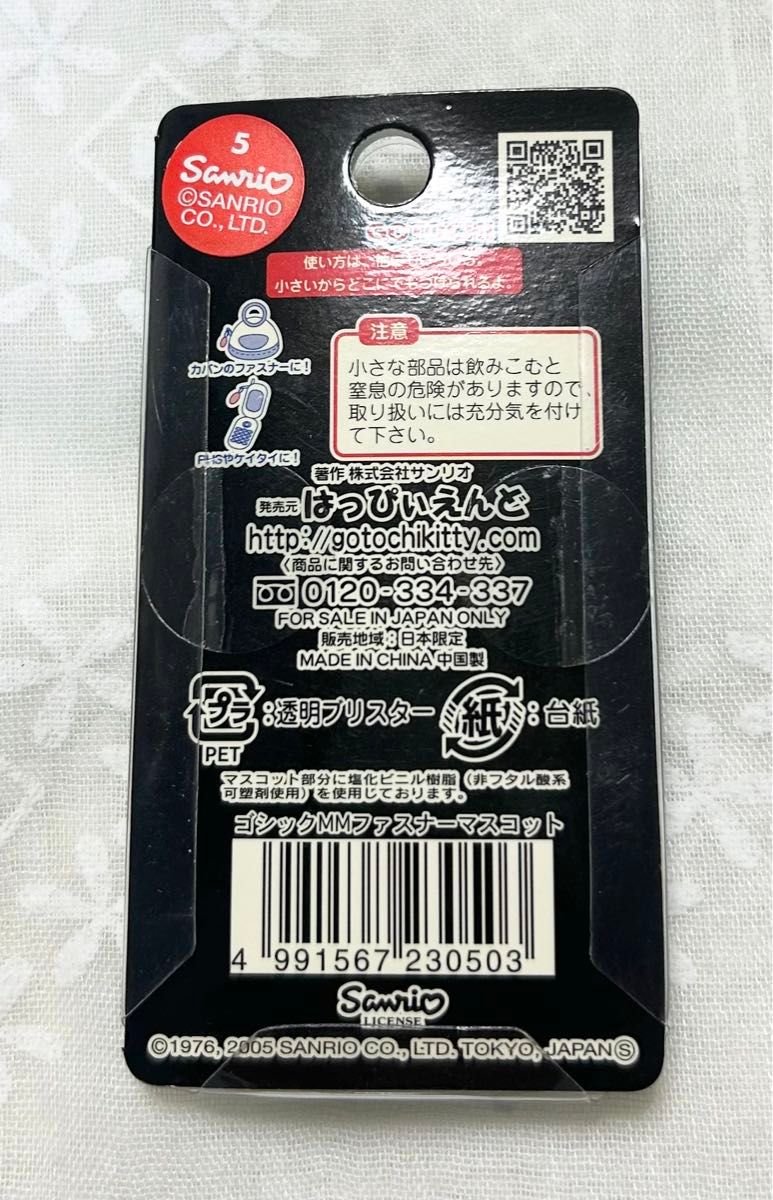 5
Sanrio
©SANRIO
CO., LTD.
使い方は、
小さいからどこにでもつけられるよ。
カバンのファスナーに!
PHSやケイタイに!
注意
小さな部品は飲みこむと
窒息の危険がありますので、
取り扱いには充分気を付け
て下さい。
著作 株式会社サンリオ
発売元 はっぴぃえんど
http://gotochikitty.com
〈商品に関するお問い合わせ先〉
0120-334-337
FOR SALE IN JAPAN ONLY
販売地域:日本限定
MADE IN CHINA 中国製
プラ :透明ブリスター 紙 :台紙
PET
マスコット部分に塩化ビニル樹脂(非フタル酸系
可塑剤使用)を使用しております。
ゴシックMMファスナーマスコット
4 991567 230503
Sanrio
LICENSE
©1976, 2005 SANRIO CO., LTD. TOKYO, JAPAN Ⓢ